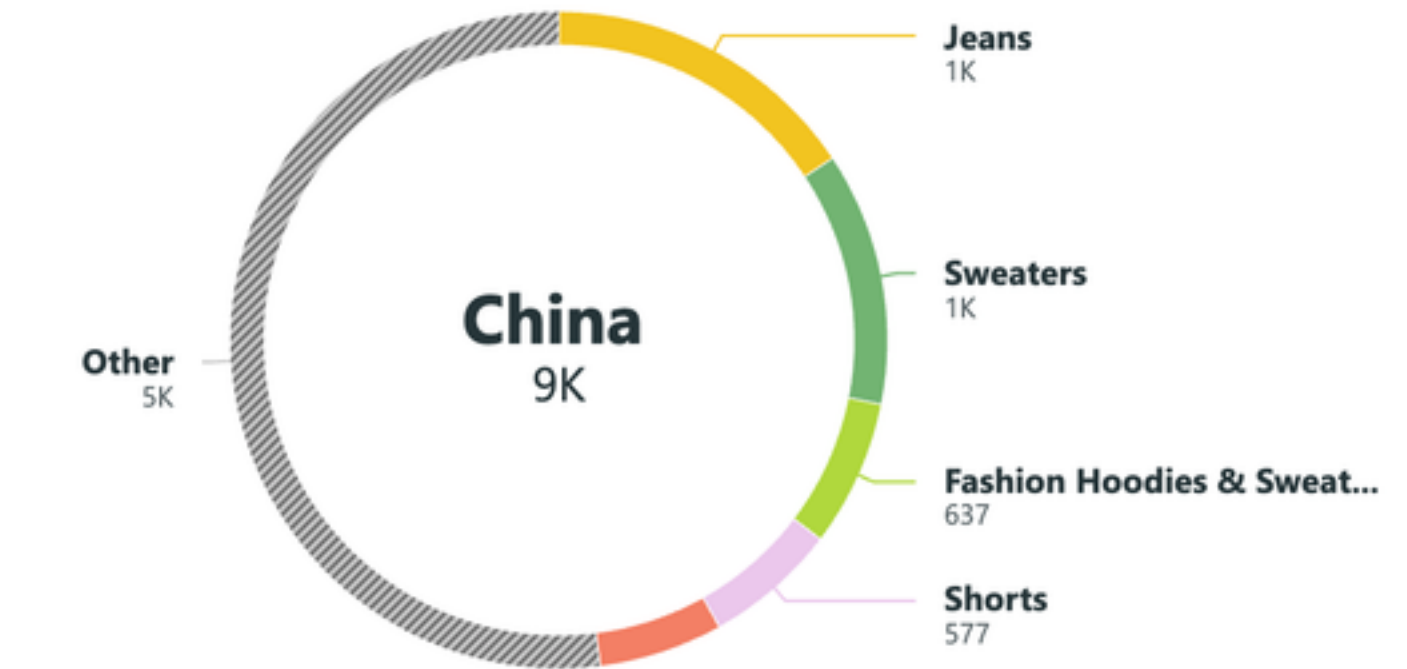 Jeans
1K
Sweaters
1K
China
9K
Other
5K
Fashion Hoodies & Sweat...
637
Shorts
577